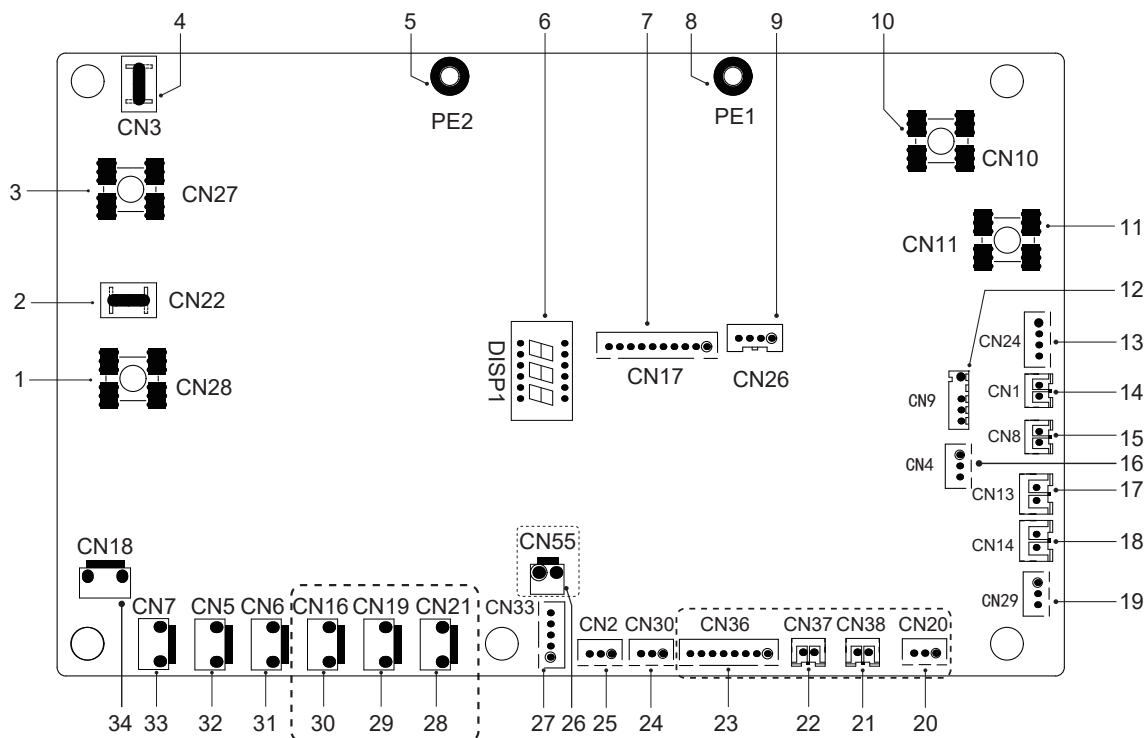 4 5 6 7 8 9 10
CN3 PE2 PE1
CN10
3 CN27
CN11 11
12
2 CN22
CN24 13
DISP1 CN17 CN26
1 CN28
CN9 CN1 14
CN8 15
CN4 16
CN13 17
CN18 CN55 CN14 18
CN7 CN5 CN6 CN16 CN19 CN21 CN33 CN2 CN30 CN36 CN37 CN38 CN20 CN29 19
34 33 32 31 30 29 28 27 26 25 24 23 22 21 20